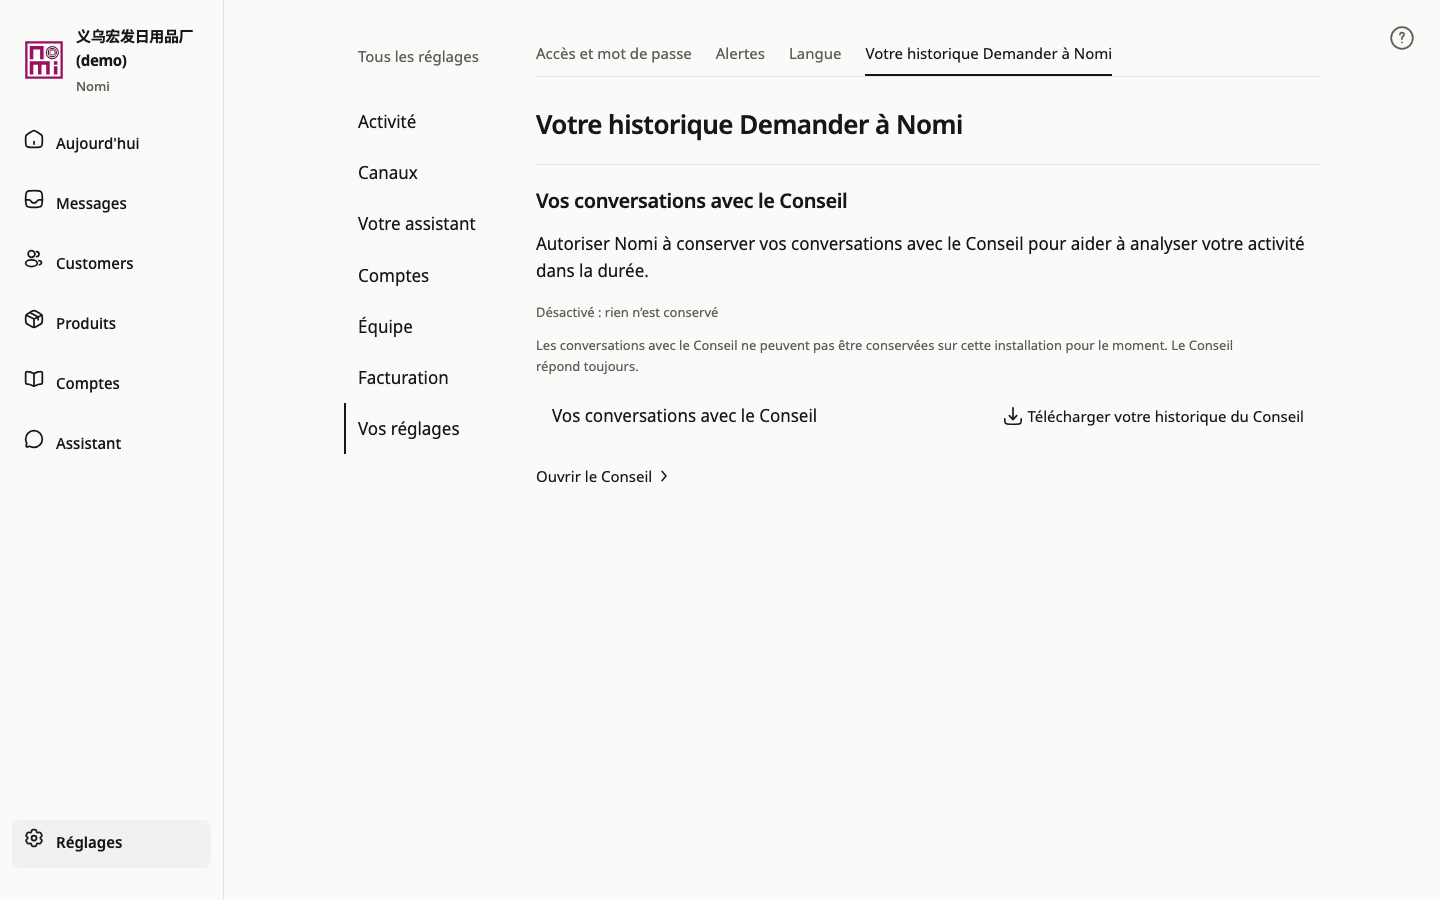 义乌宏发日用品厂
(demo)
Nomi
Aujourd'hui
Messages
Customers
Produits
Comptes
Assistant
Réglages
Tous les réglages
Activité
Canaux
Votre assistant
Comptes
Équipe
Facturation
Vos réglages
Accès et mot de passe
Alertes
Langue
Votre historique Demander à Nomi
Votre historique Demander à Nomi
Vos conversations avec le Conseil
Autoriser Nomi à conserver vos conversations avec le Conseil pour aider à analyser votre activité
dans la durée.
Désactivé : rien n’est conservé
Les conversations avec le Conseil ne peuvent pas être conservées sur cette installation pour le moment. Le Conseil
répond toujours.
Vos conversations avec le Conseil
Télécharger votre historique du Conseil
Ouvrir le Conseil